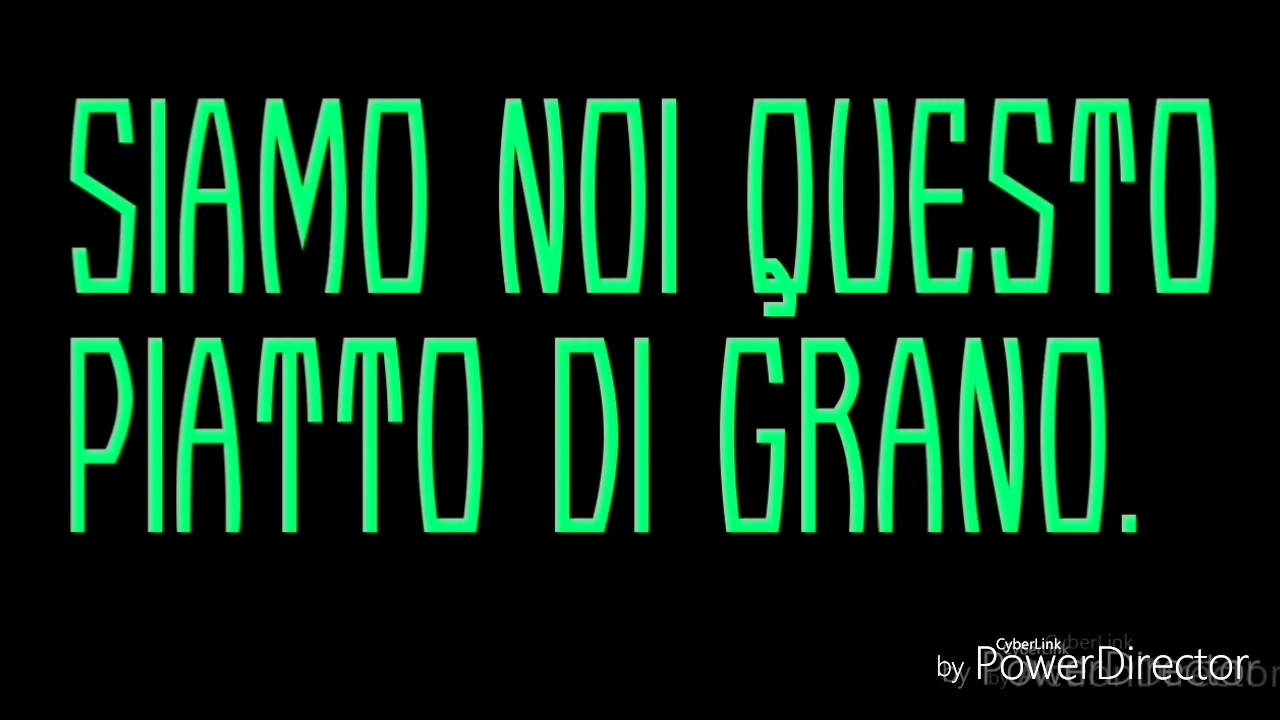 SIAMO NOI QUESTO
PIATTO DI GRANO.
CyberLink
by PowerDirector